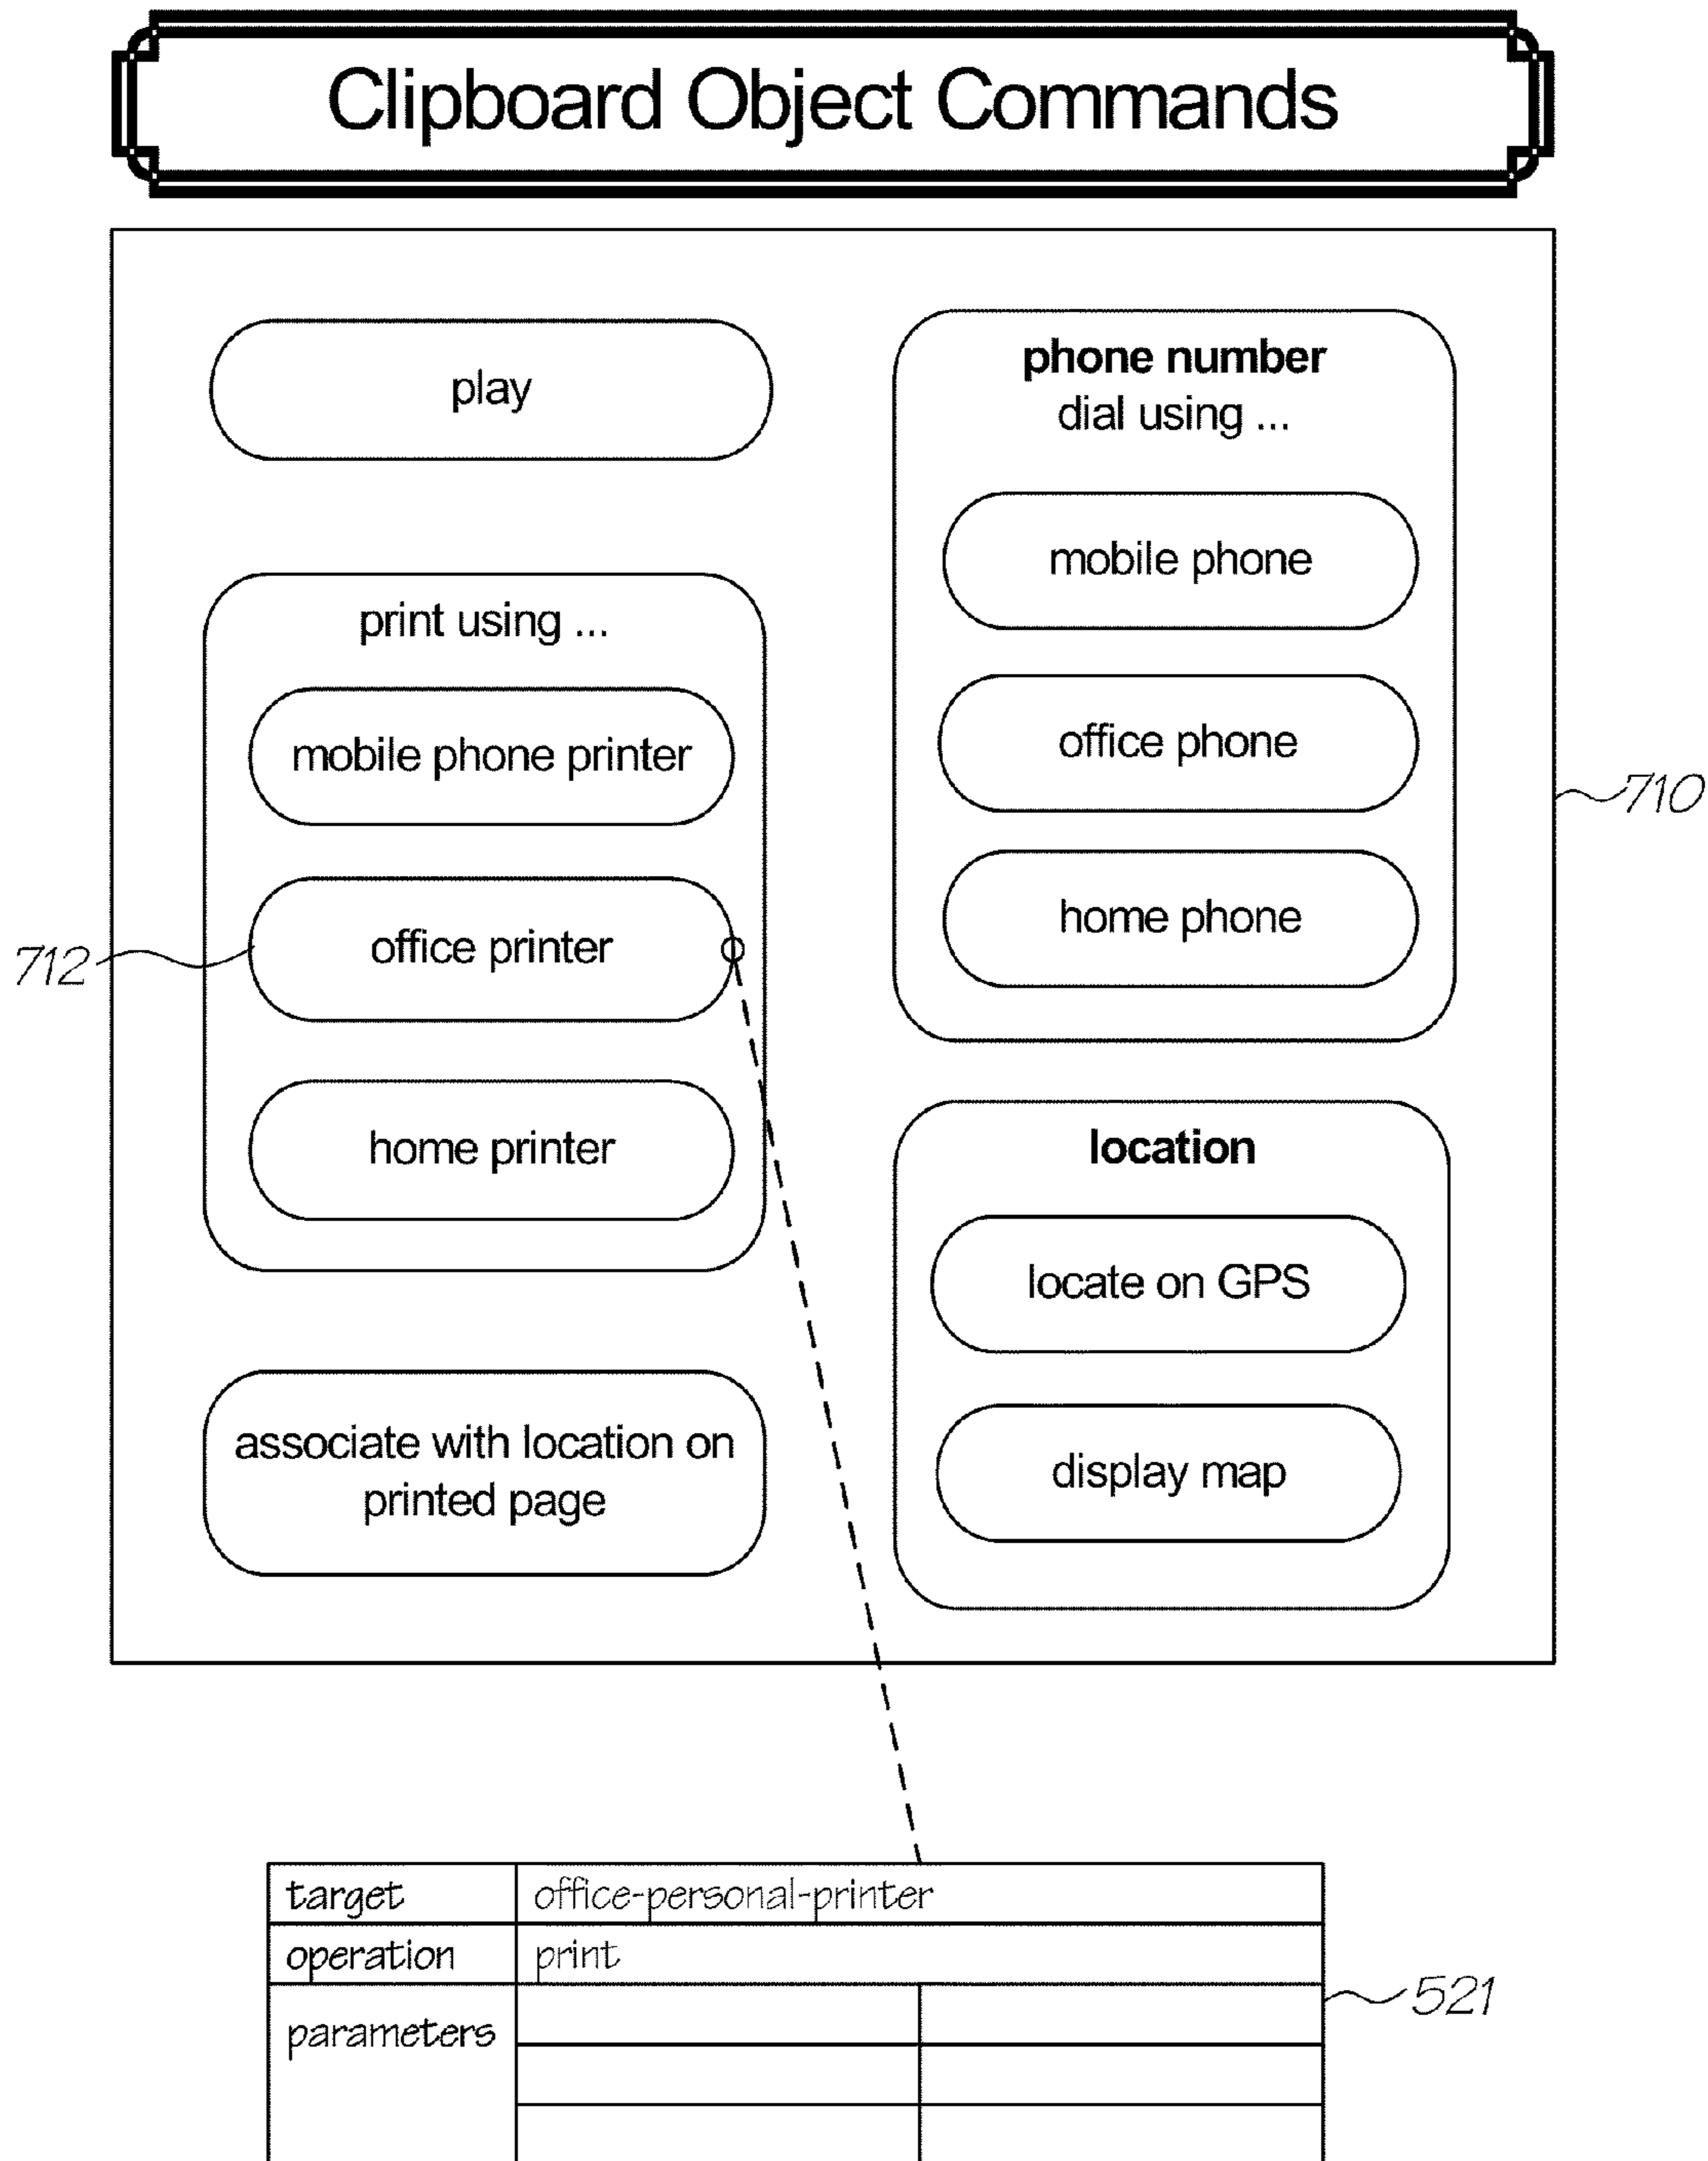 Clipboard Object Commands
play
print using ...
mobile phone printer
office printer
home printer
associate with location on
printed page
phone number
dial using ...
mobile phone
office phone
home phone
location
locate on GPS
display map
710
712
target office-personal-printer
operation print
parameters
521